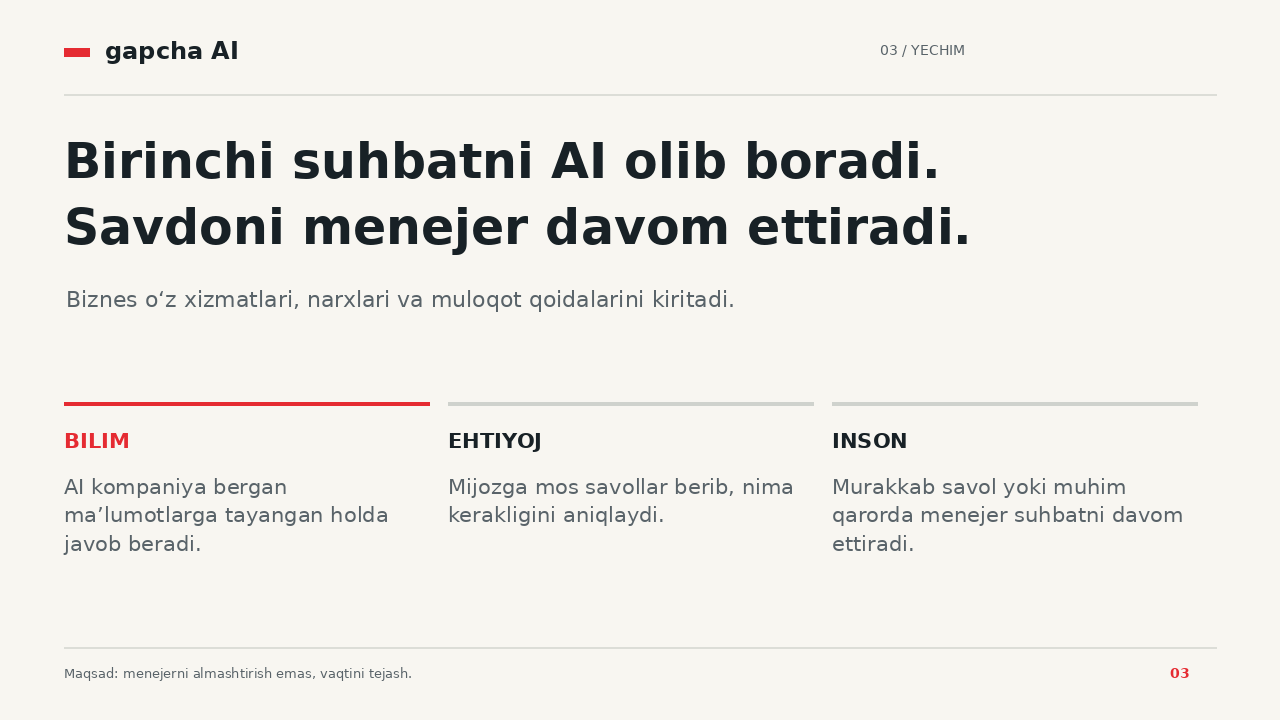 gapcha AI
03 / YECHIM
Birinchi suhbatni AI olib boradi.
Savdoni menejer davom ettiradi.
Biznes o‘z xizmatlari, narxlari va muloqot qoidalarini kiritadi.
BILIM
AI kompaniya bergan
ma’lumotlarga tayangan holda
javob beradi.
EHTIYOJ
Mijozga mos savollar berib, nima
kerakligini aniqlaydi.
INSON
Murakkab savol yoki muhim
qarorda menejer suhbatni davom
ettiradi.
Maqsad: menejerni almashtirish emas, vaqtini tejash.
03